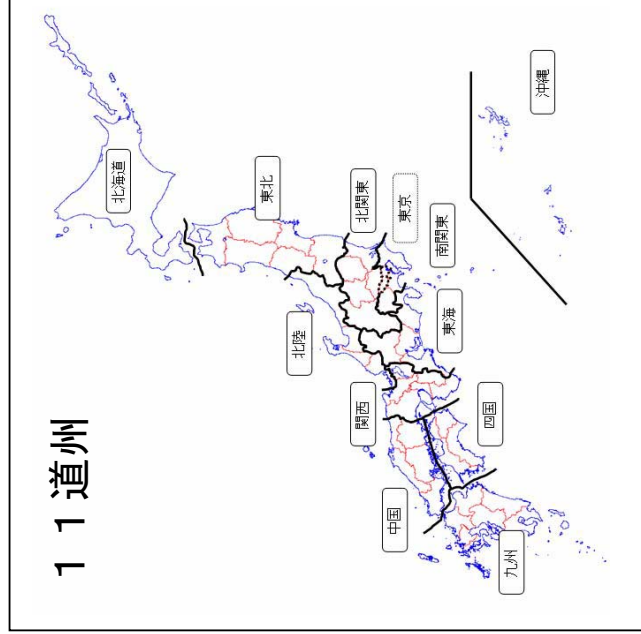 11道州
北海道
東北
北関東
東京
南関東
東海
北陸
関西
中国
四国
九州
沖縄